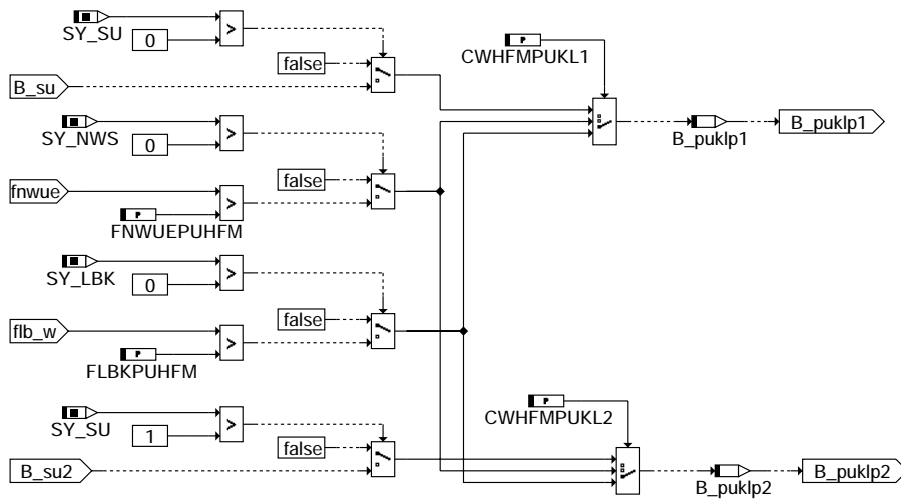 SY_SU
0
>
false
B_su
P
CWHFMPUKL1
B_puklp1
B_puklp1
SY_NWS
0
>
false
fnwue
P
FNWUEPUHFM
>
SY_LBK
0
>
false
flb_w
P
FLBKPUHFM
>
SY_SU
1
>
false
B_su2
P
CWHFMPUKL2
B_puklp2
B_puklp2